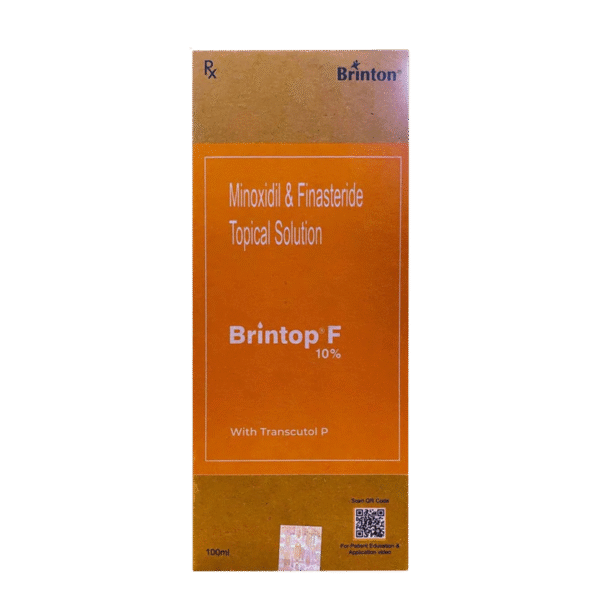 Rx
Brinton®
Minoxidil & Finasteride
Topical Solution
Brintop® F
10%
With Transcutol P
Scan QR Code
For Patient Education &
Application video
100ml